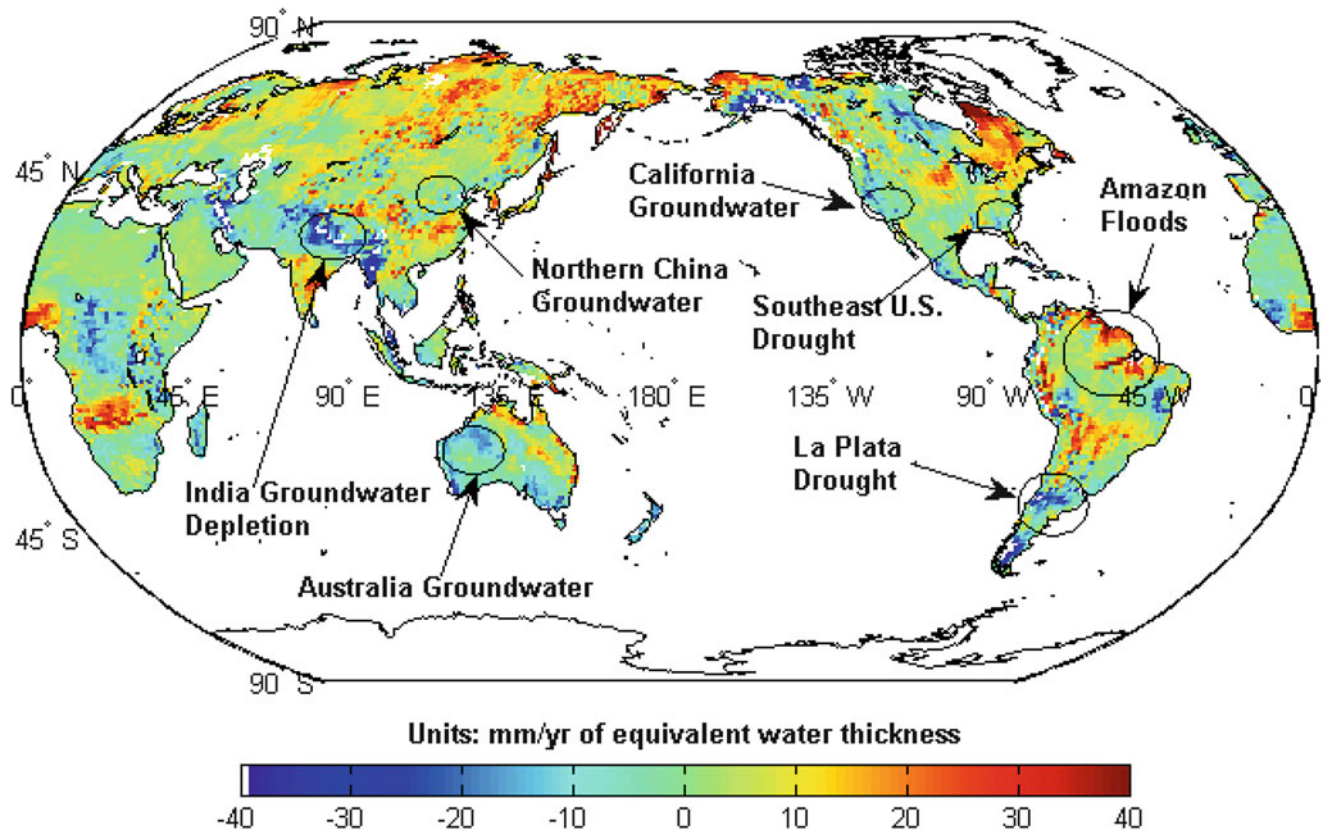 90° N
45° N
California
Groundwater
Amazon
Floods
Northern China
Groundwater
Southeast U.S.
Drought
0°
45° E
90° E
135° E
180° E
135° W
90° W
45° W
0°
La Plata
Drought
India Groundwater
Depletion
45° S
Australia Groundwater
90° S
Units: mm/yr of equivalent water thickness
-40 -30 -20 -10 0 10 20 30 40